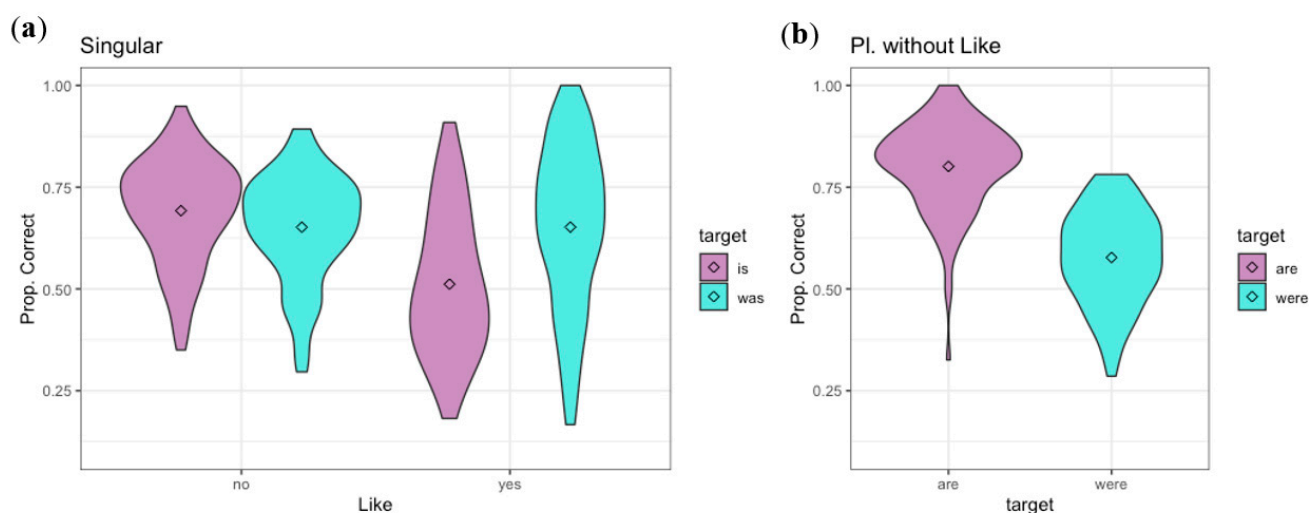 (a)
Singular
Prop. Correct
1.00
0.75
0.50
0.25
no
yes
Like
target
is
was
(b)
Pl. without Like
Prop. Correct
1.00
0.75
0.50
0.25
are
were
target
target
are
were